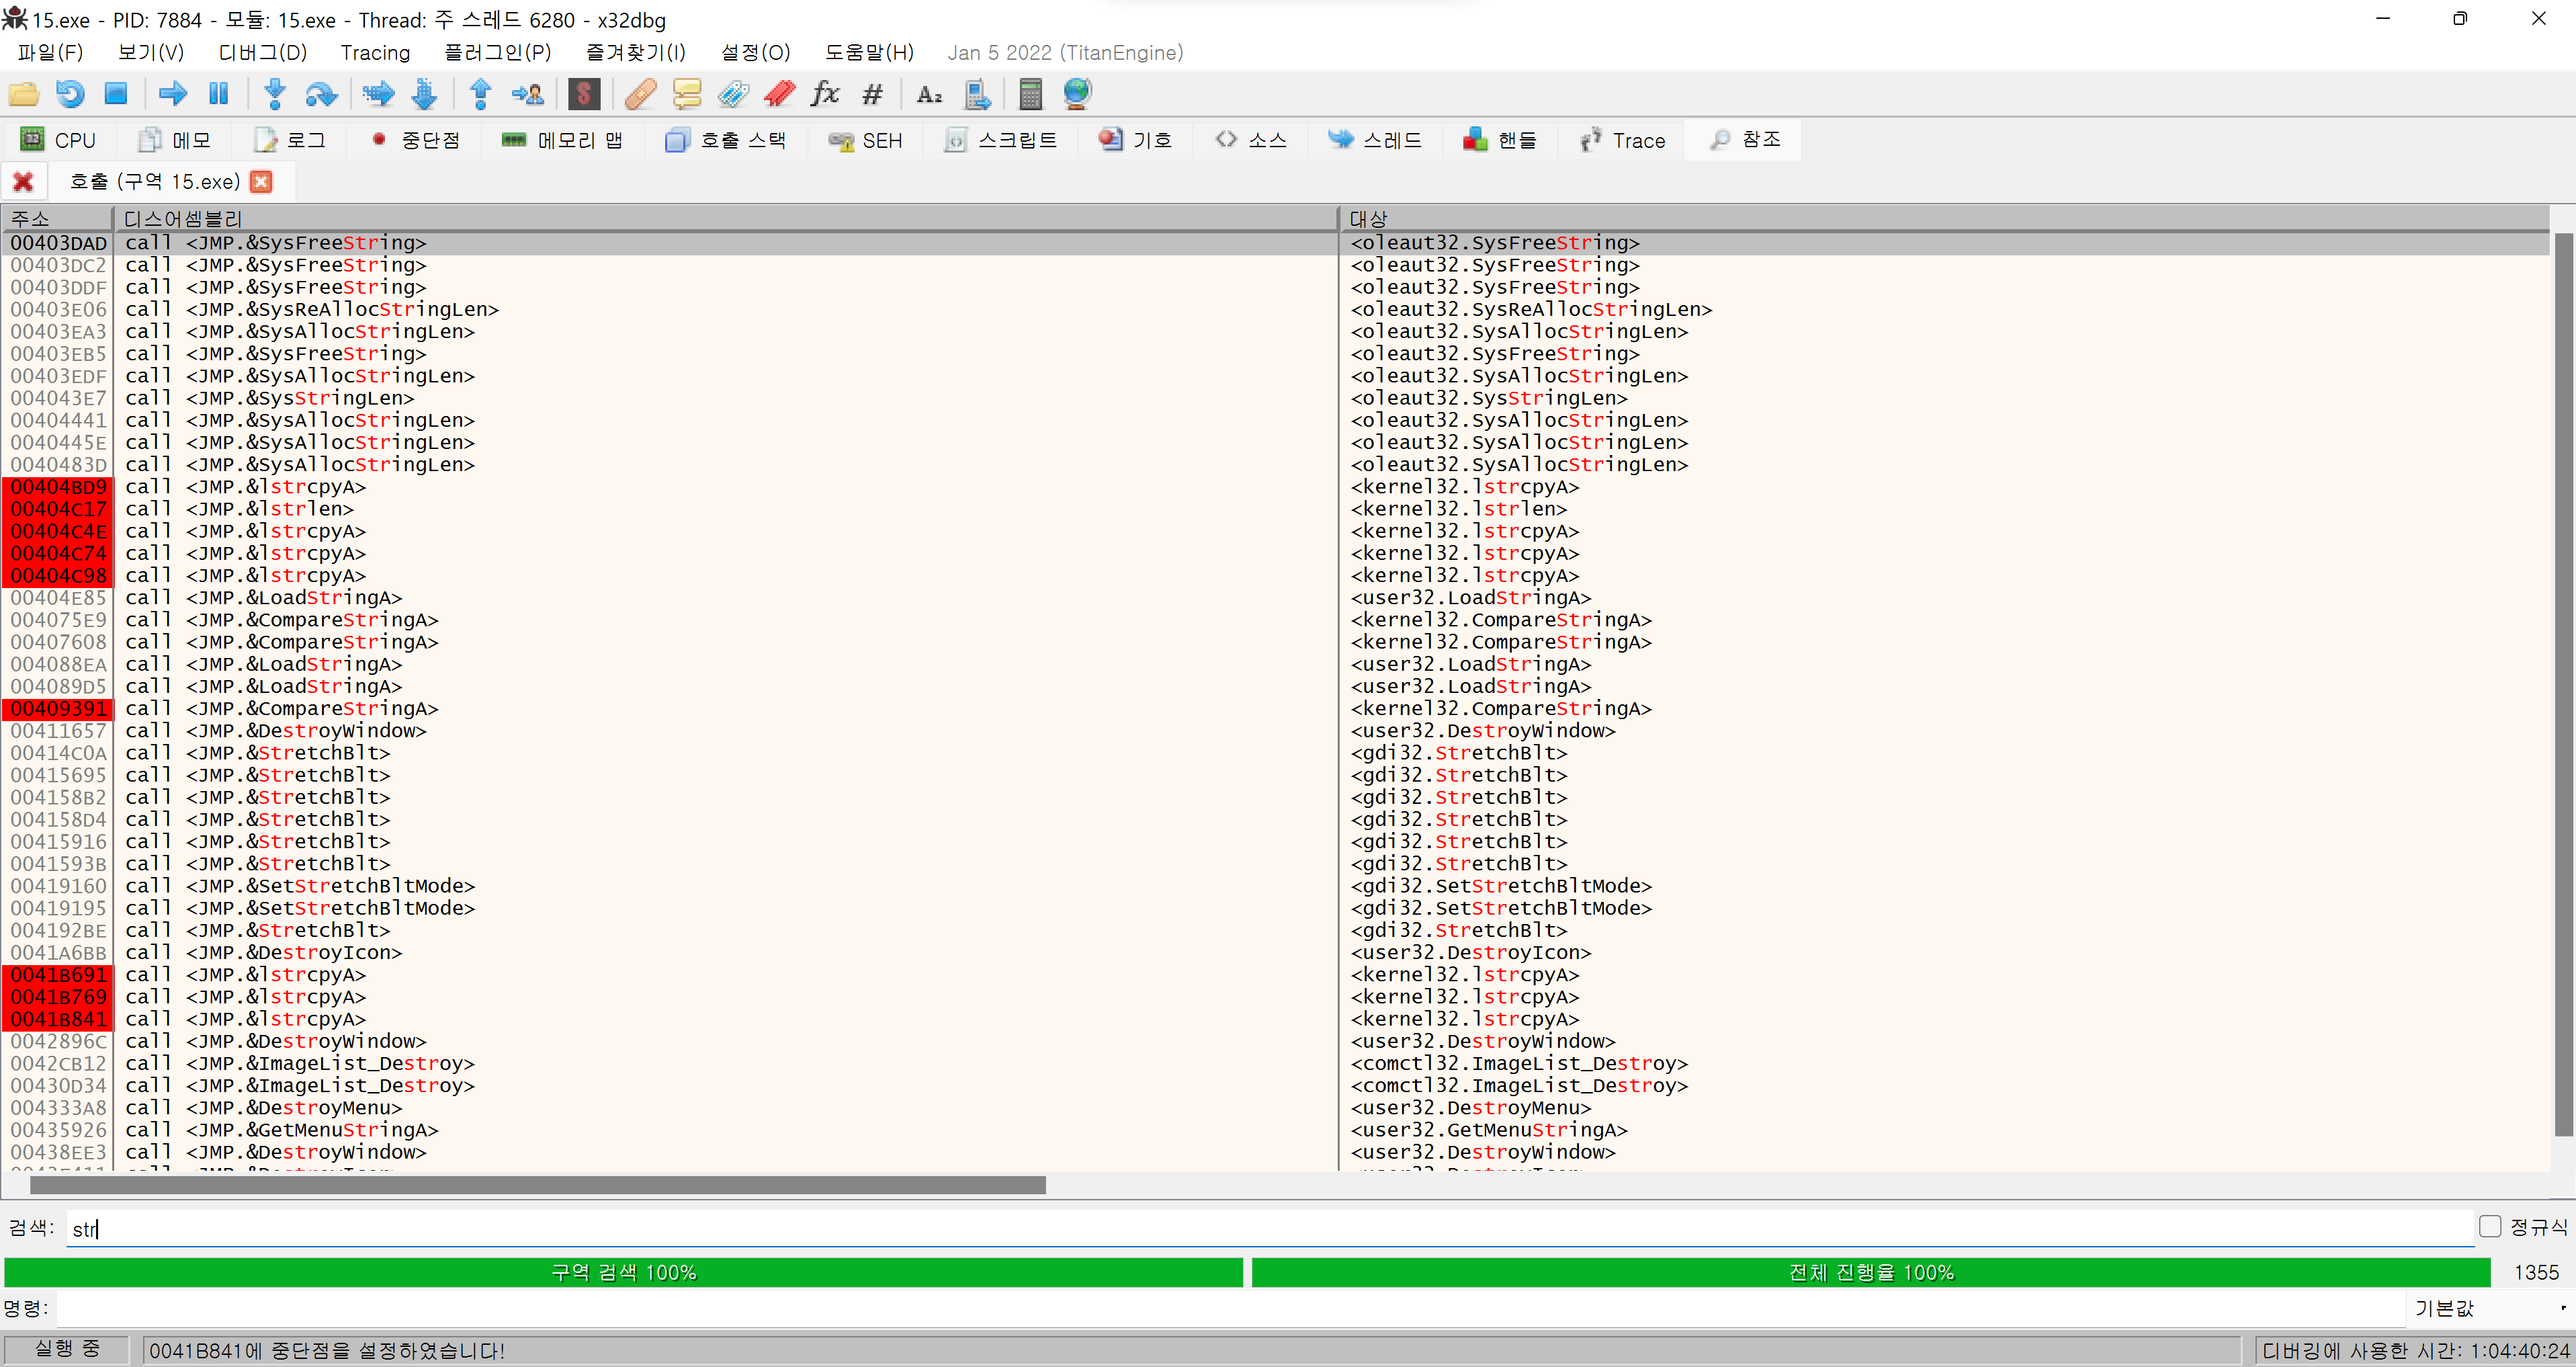 15.exe - PID: 7884 - 모듈: 15.exe - Thread: 주 스레드 6280 - x32dbg
파일(F) 보기(V) 디버그(D) Tracing 플러그인(P) 즐겨찾기(I) 설정(O) 도움말(H) Jan 5 2022 (TitanEngine)
CPU 메모 로그 중단점 메모리 맵 호출 스택 SEH 스크립트 기호 소스 스레드 핸들 Trace 참조
호출 (구역 15.exe)
주소 디스어셈블리 대상
00403DAD call <JMP.&SysFreeString> <oleaut32.SysFreeString>
00403DC2 call <JMP.&SysFreeString> <oleaut32.SysFreeString>
00403DDF call <JMP.&SysFreeString> <oleaut32.SysFreeString>
00403E06 call <JMP.&SysReAllocStringLen> <oleaut32.SysReAllocStringLen>
00403EA3 call <JMP.&SysAllocStringLen> <oleaut32.SysAllocStringLen>
00403EB5 call <JMP.&SysFreeString> <oleaut32.SysFreeString>
00403EDF call <JMP.&SysAllocStringLen> <oleaut32.SysAllocStringLen>
004043E7 call <JMP.&SysStringLen> <oleaut32.SysStringLen>
00404441 call <JMP.&SysAllocStringLen> <oleaut32.SysAllocStringLen>
0040445E call <JMP.&SysAllocStringLen> <oleaut32.SysAllocStringLen>
0040483D call <JMP.&SysAllocStringLen> <oleaut32.SysAllocStringLen>
00404BD9 call <JMP.&lstrcpyA> <kernel32.lstrcpyA>
00404C17 call <JMP.&lstrlen> <kernel32.lstrlen>
00404C4E call <JMP.&lstrcpyA> <kernel32.lstrcpyA>
00404C74 call <JMP.&lstrcpyA> <kernel32.lstrcpyA>
00404C98 call <JMP.&lstrcpyA> <kernel32.lstrcpyA>
00404E85 call <JMP.&LoadStringA> <user32.LoadStringA>
004075E9 call <JMP.&CompareStringA> <kernel32.CompareStringA>
00407608 call <JMP.&CompareStringA> <kernel32.CompareStringA>
004088EA call <JMP.&LoadStringA> <user32.LoadStringA>
004089D5 call <JMP.&LoadStringA> <user32.LoadStringA>
00409391 call <JMP.&CompareStringA> <kernel32.CompareStringA>
00411657 call <JMP.&DestroyWindow> <user32.DestroyWindow>
00414C0A call <JMP.&StretchBlt> <gdi32.StretchBlt>
00415695 call <JMP.&StretchBlt> <gdi32.StretchBlt>
004158B2 call <JMP.&StretchBlt> <gdi32.StretchBlt>
004158D4 call <JMP.&StretchBlt> <gdi32.StretchBlt>
00415916 call <JMP.&StretchBlt> <gdi32.StretchBlt>
0041593B call <JMP.&StretchBlt> <gdi32.StretchBlt>
00419160 call <JMP.&SetStretchBltMode> <gdi32.SetStretchBltMode>
00419195 call <JMP.&SetStretchBltMode> <gdi32.SetStretchBltMode>
004192BE call <JMP.&StretchBlt> <gdi32.StretchBlt>
0041A6BB call <JMP.&DestroyIcon> <user32.DestroyIcon>
0041B691 call <JMP.&lstrcpyA> <kernel32.lstrcpyA>
0041B769 call <JMP.&lstrcpyA> <kernel32.lstrcpyA>
0041B841 call <JMP.&lstrcpyA> <kernel32.lstrcpyA>
0042896C call <JMP.&DestroyWindow> <user32.DestroyWindow>
0042CB12 call <JMP.&ImageList_Destroy> <comctl32.ImageList_Destroy>
00430D34 call <JMP.&ImageList_Destroy> <comctl32.ImageList_Destroy>
004333A8 call <JMP.&DestroyMenu> <user32.DestroyMenu>
00435926 call <JMP.&GetMenuStringA> <user32.GetMenuStringA>
00438EE3 call <JMP.&DestroyWindow> <user32.DestroyWindow>
검색: str 정규식
구역 검색 100% 전체 진행율 100% 1355
명령: 기본값
실행 중 0041B841에 중단점을 설정하였습니다! 디버깅에 사용한 시간: 1:04:40:24